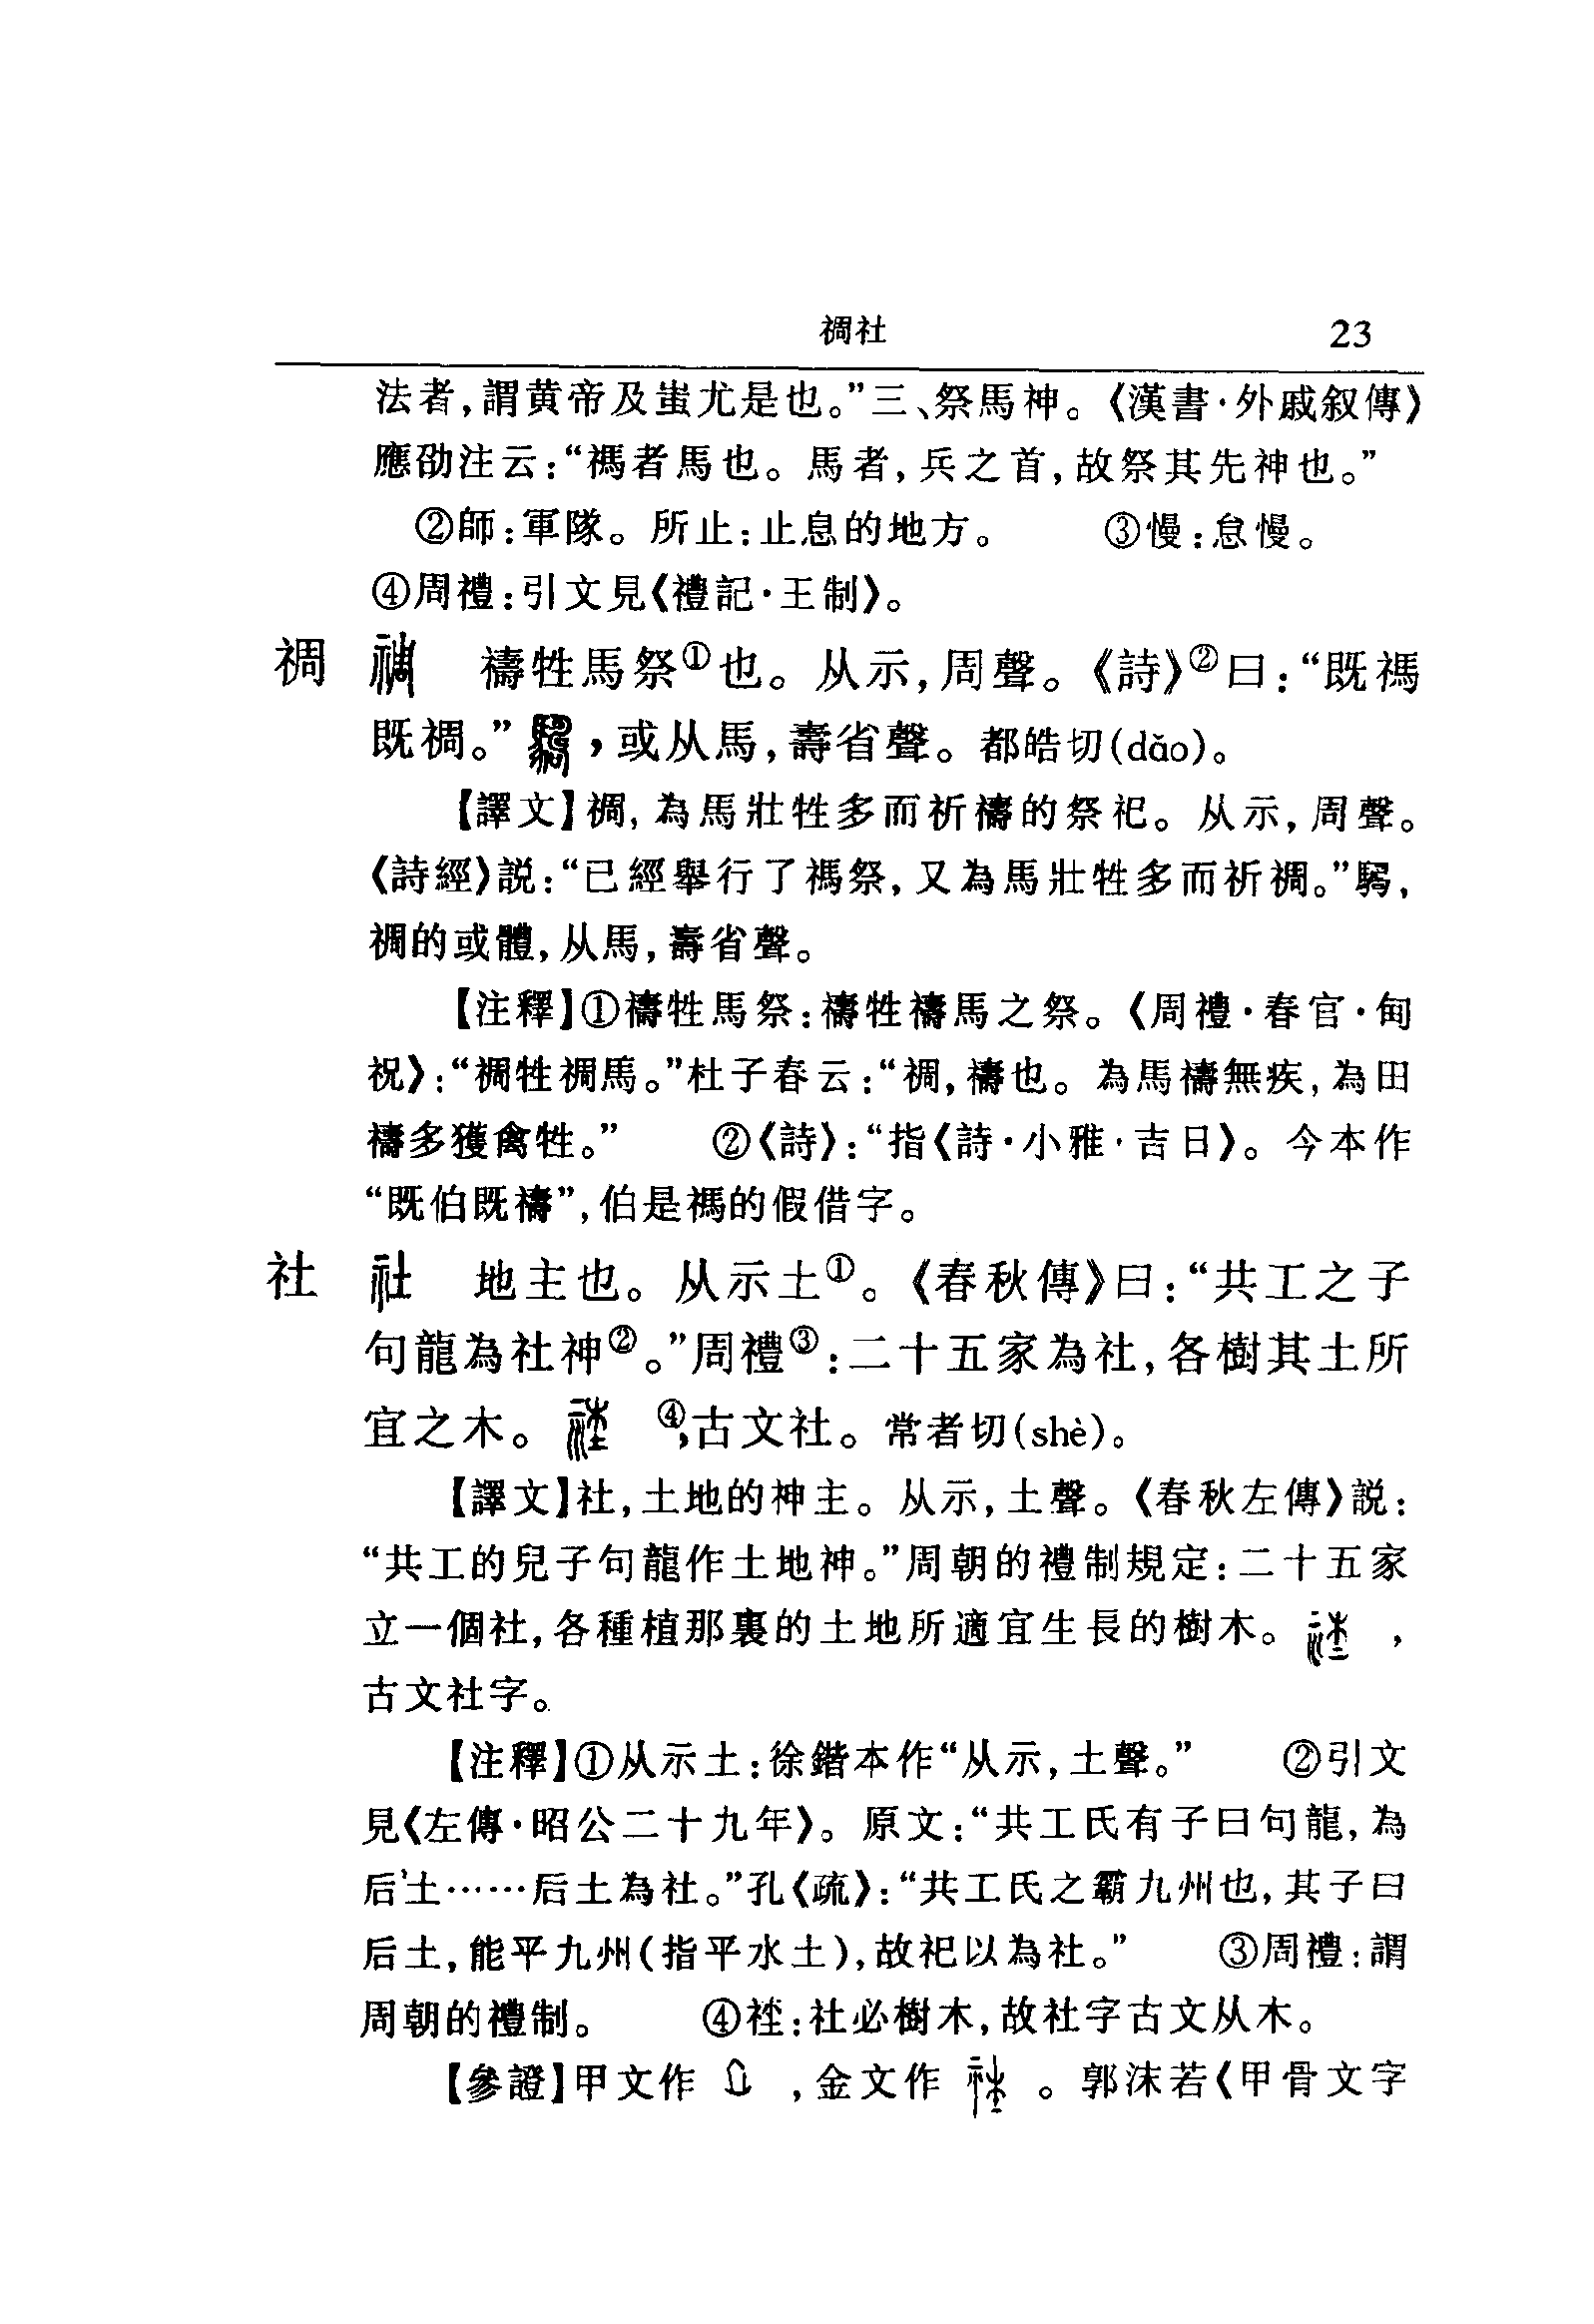 禂社 23
法者,謂黄帝及蚩尤是也。”三、祭馬神。《漢書·外戚叙傳》
應劭注云:“禡者馬也。馬者,兵之首,故祭其先神也。”
②師:軍隊。所止:止息的地方。 ③慢:怠慢。
④周禮:引文見《禮記·王制》。
禂 禂 禱牲馬祭①也。从示,周聲。《詩》②曰:“既禡
既禂。” ,或从馬,壽省聲。都皓切(dǎo)。
【譯文】禂,為馬壯牲多而祈禱的祭祀。从示,周聲。
《詩經》説:“已經舉行了禡祭,又為馬壯牲多而祈禂。”,
禂的或體,从馬,壽省聲。
【注釋】①禱牲馬祭:禱牲禱馬之祭。《周禮·春官·甸
祝》:“禂牲禂馬。”杜子春云:“禂,禱也。為馬禱無疾,為田
禱多獲禽牲。” ②《詩》:“指《詩·小雅·吉日》。今本作
“既伯既禱”,伯是禡的假借字。
社 社 地主也。从示土①。《春秋傳》曰:“共工之子
句龍為社神②。”周禮③:二十五家為社,各樹其土所
宜之木。 ④,古文社。常者切(shè)。
【譯文】社,土地的神主。从示,土聲。《春秋左傳》説:
“共工的兒子句龍作土地神。”周朝的禮制規定:二十五家
立一個社,各種植那裏的土地所適宜生長的樹木。 ,
古文社字。
【注釋】①从示土:徐鍇本作“从示,土聲。” ②引文
見《左傳·昭公二十九年》。原文:“共工氏有子曰句龍,為
后土……后土為社。”孔《疏》:“共工氏之霸九州也,其子曰
后土,能平九州(指平水土),故祀以為社。” ③周禮:謂
周朝的禮制。 ④𥙭:社必樹木,故社字古文从木。
【參證】甲文作 ,金文作 。郭沫若《甲骨文字